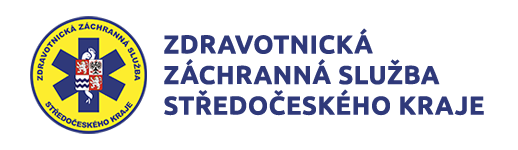 ZDRAVOTNICKÁ ZÁCHRANNÁ SLUŽBA
STŘEDOČESKÉHO KRAJE
ZDRAVOTNICKÁ
ZÁCHRANNÁ SLUŽBA
STŘEDOČESKÉHO KRAJE